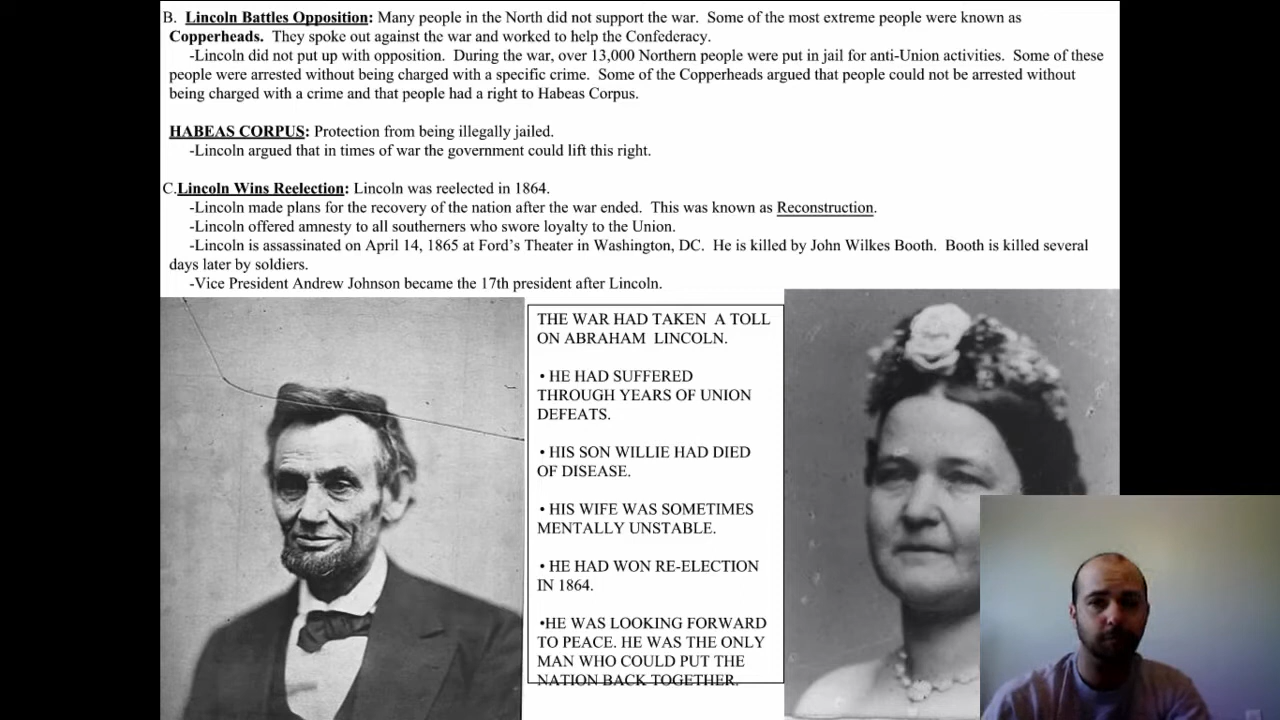 B. Lincoln Battles Opposition: Many people in the North did not support the war. Some of the most extreme people were known as
Copperheads. They spoke out against the war and worked to help the Confederacy.
-Lincoln did not put up with opposition. During the war, over 13,000 Northern people were put in jail for anti-Union activities. Some of these
people were arrested without being charged with a specific crime. Some of the Copperheads argued that people could not be arrested without
being charged with a crime and that people had a right to Habeas Corpus.
HABEAS CORPUS: Protection from being illegally jailed.
-Lincoln argued that in times of war the government could lift this right.
C.Lincoln Wins Reelection: Lincoln was reelected in 1864.
-Lincoln made plans for the recovery of the nation after the war ended. This was known as Reconstruction.
-Lincoln offered amnesty to all southerners who swore loyalty to the Union.
-Lincoln is assassinated on April 14, 1865 at Ford's Theater in Washington, DC. He is killed by John Wilkes Booth. Booth is killed several
days later by soldiers.
-Vice President Andrew Johnson became the 17th president after Lincoln.
THE WAR HAD TAKEN A TOLL
ON ABRAHAM LINCOLN.
• HE HAD SUFFERED
THROUGH YEARS OF UNION
DEFEATS.
• HIS SON WILLIE HAD DIED
OF DISEASE.
• HIS WIFE WAS SOMETIMES
MENTALLY UNSTABLE.
• HE HAD WON RE-ELECTION
IN 1864.
•HE WAS LOOKING FORWARD
TO PEACE. HE WAS THE ONLY
MAN WHO COULD PUT THE
NATION BACK TOGETHER.